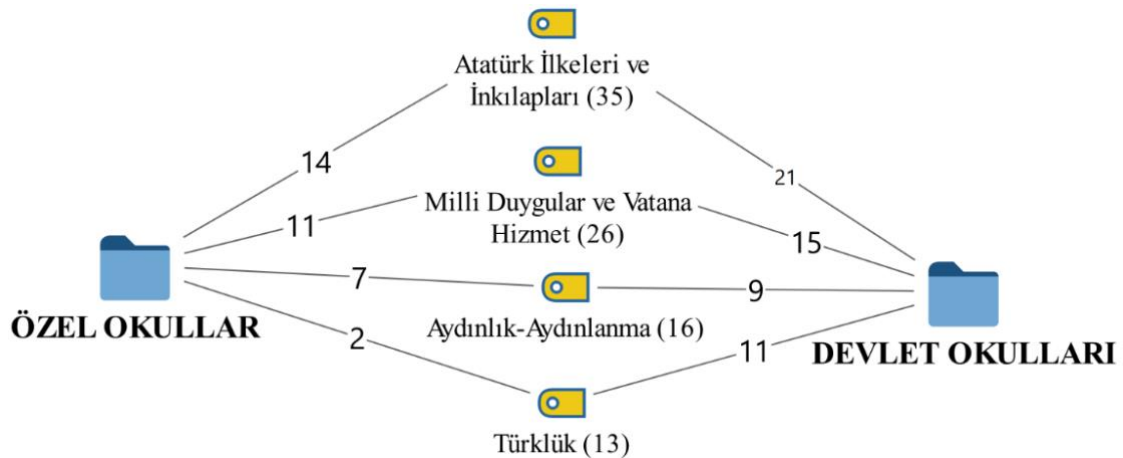 Atatürk İlkeleri ve
İnkılapları (35)
14
21
Milli Duygular ve Vatana
Hizmet (26)
11
15
ÖZEL OKULLAR
7
9
Aydınlık-Aydınlanma (16)
2
11
DEVLET OKULLARI
Türklük (13)